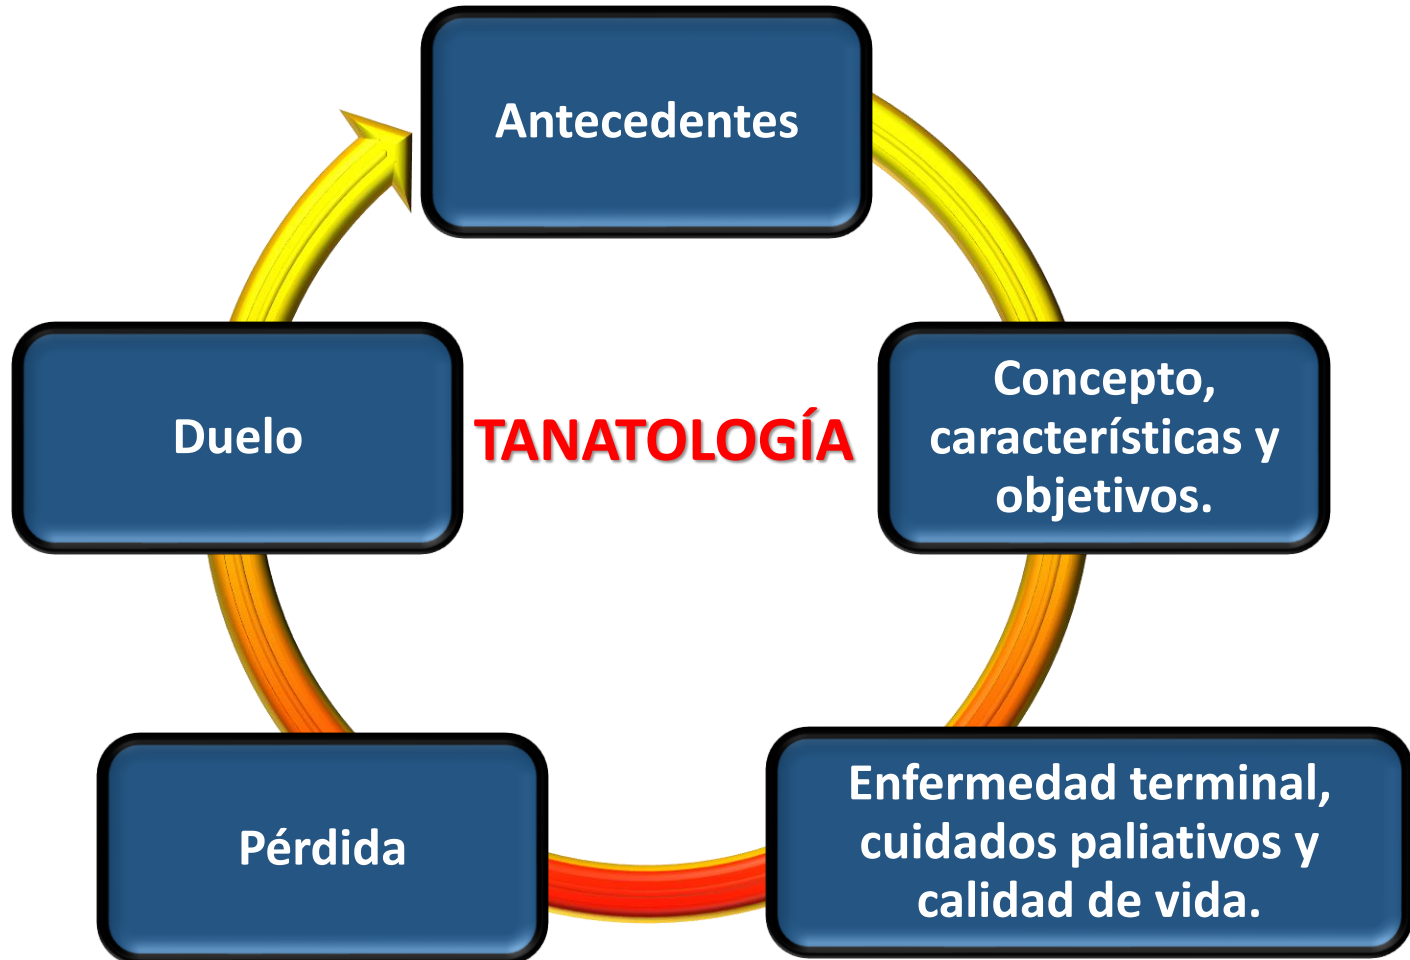 Antecedentes
Concepto,
características y
objetivos.
Enfermedad terminal,
cuidados paliativos y
calidad de vida.
Pérdida
Duelo
TANATOLOGÍA